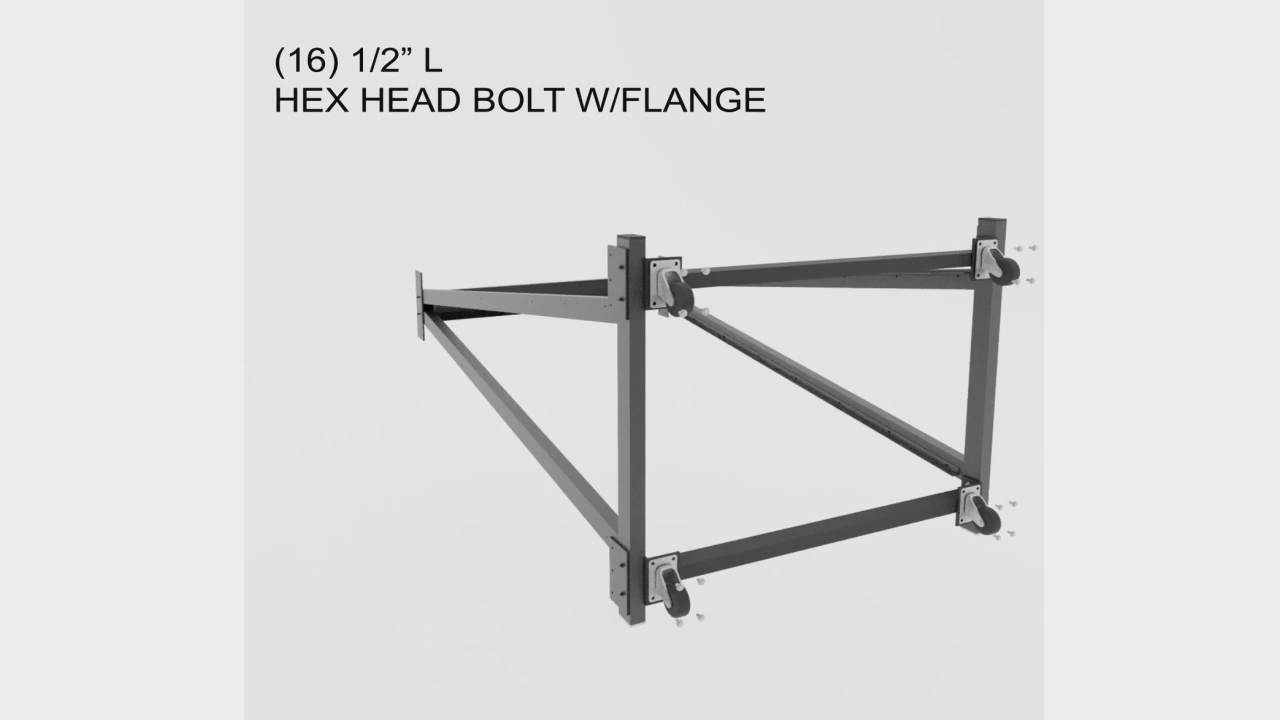 (16) 1/2” L
HEX HEAD BOLT W/FLANGE